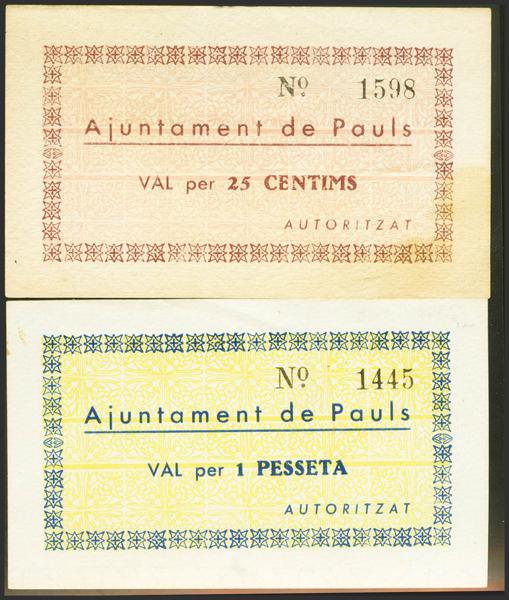 Nº 1598
Ajuntament de Pauls
VAL per 25 CENTIMS
AUTORITZAT
Nº 1445
Ajuntament de Pauls
VAL per 1 PESSETA
AUTORITZAT